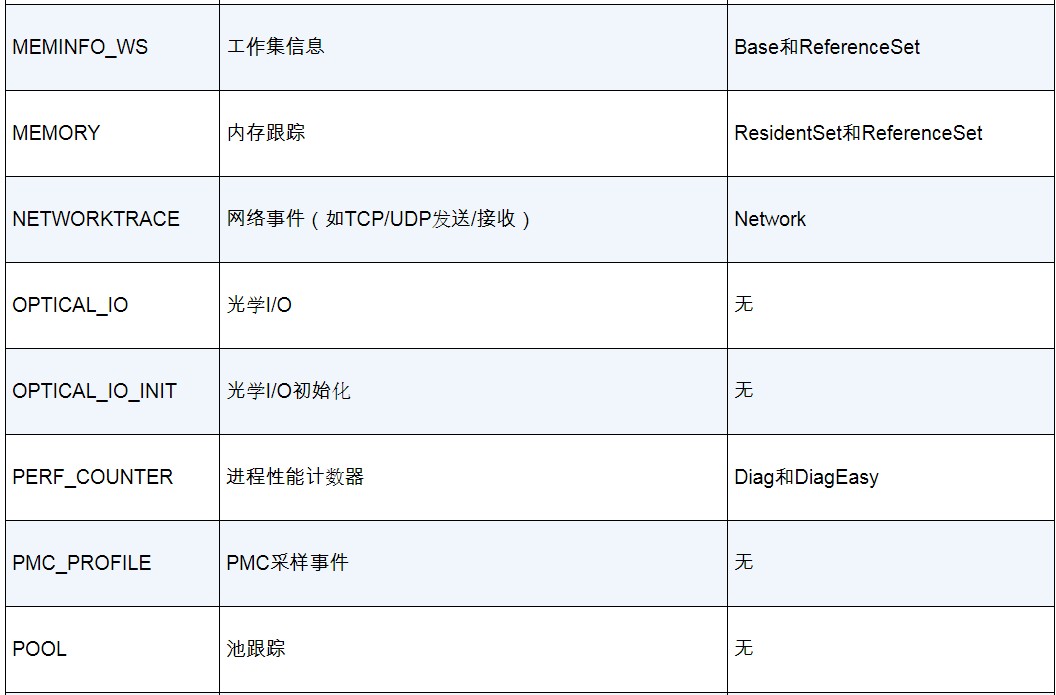 MEMINFO_WS 工作集信息 Base和ReferenceSet
MEMORY 内存跟踪 ResidentSet和ReferenceSet
NETWORKTRACE 网络事件（如TCP/UDP发送/接收） Network
OPTICAL_IO 光学I/O 无
OPTICAL_IO_INIT 光学I/O初始化 无
PERF_COUNTER 进程性能计数器 Diag和DiagEasy
PMC_PROFILE PMC采样事件 无
POOL 池跟踪 无